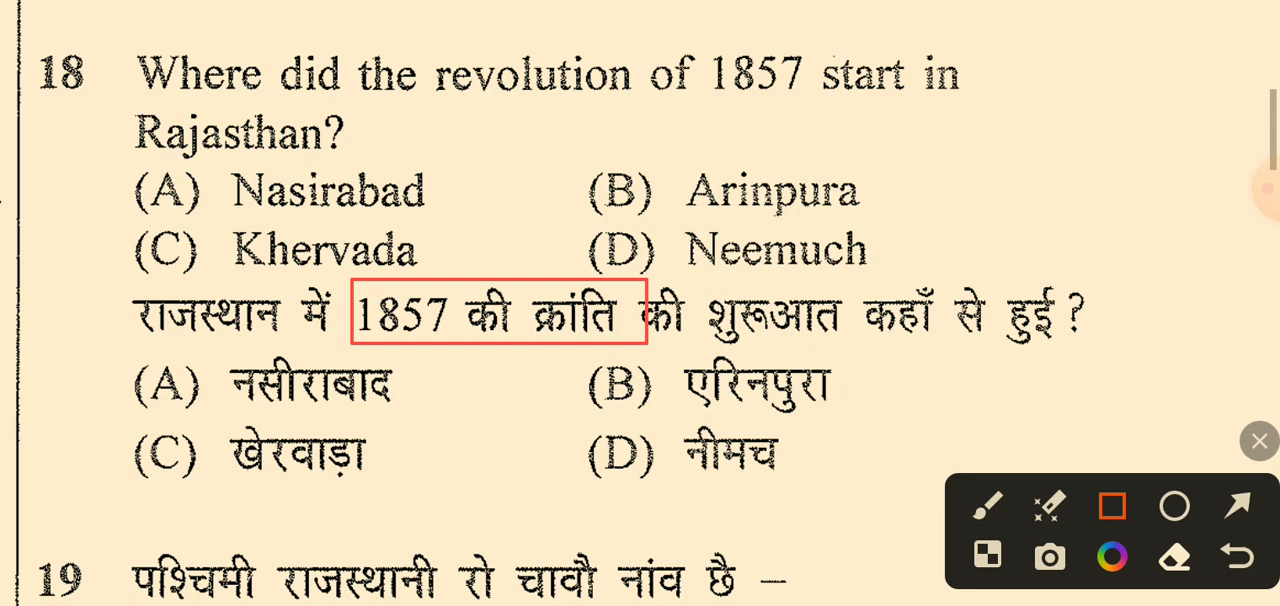 18 Where did the revolution of 1857 start in
Rajasthan?
(A) Nasirabad (B) Arinpura
(C) Khervada (D) Neemuch
राजस्थान में 1857 की क्रांति की शुरूआत कहाँ से हुई ?
(A) नसीराबाद (B) एरिनपुरा
(C) खेरवाड़ा (D) नीमच
19 पश्चिमी राजस्थानी रो चावौ नांव छै –